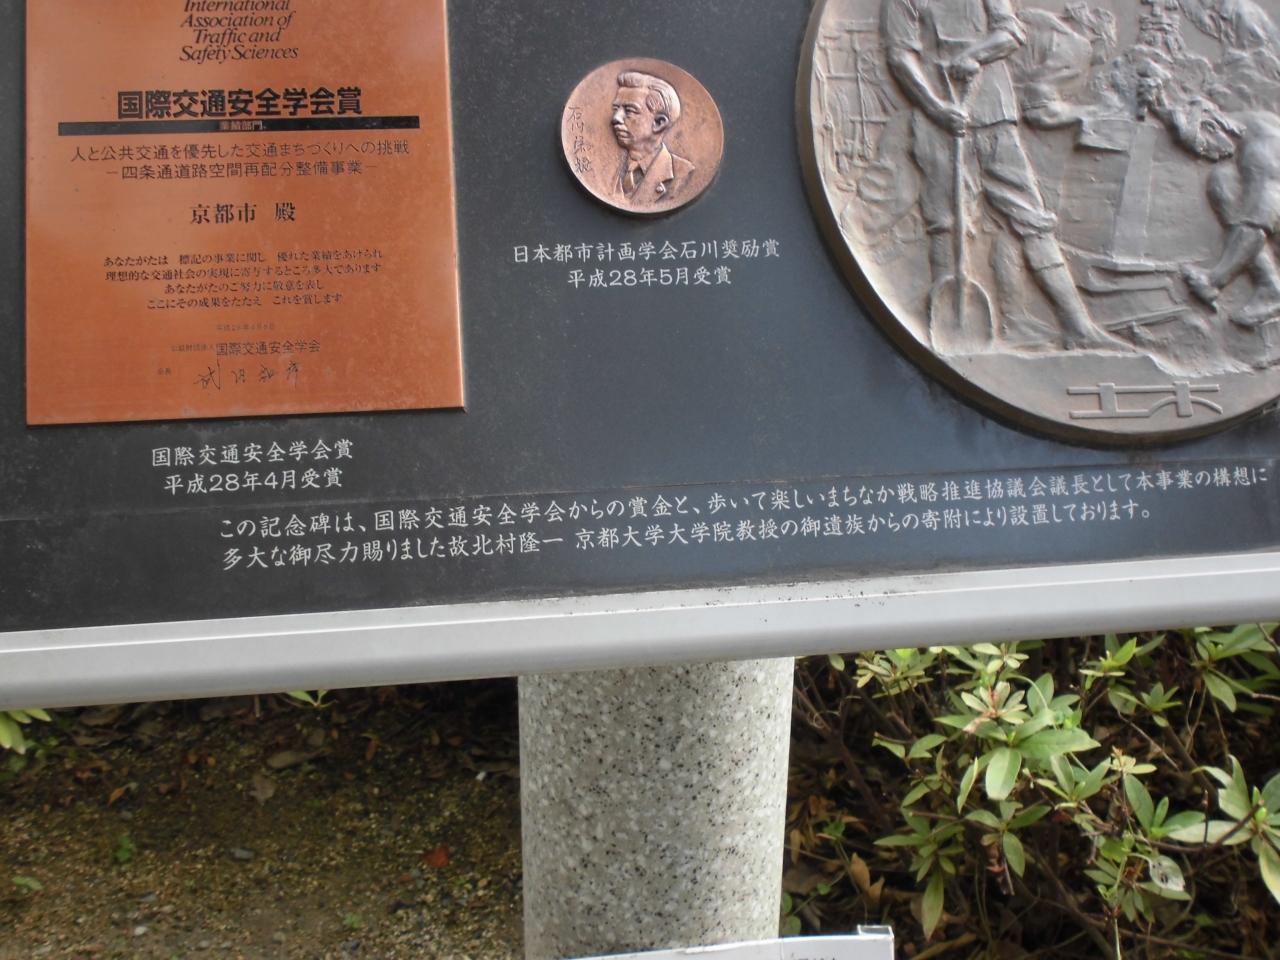 International
Association of
Traffic and
Safety Sciences
国際交通安全学会賞
業績部門
人と公共交通を優先した交通まちづくりへの挑戦
―四条通道路空間再配分整備事業―
京都市 殿
あなたがたは 標記の事業に関し 優れた業績をあげられ
理想的な交通社会の実現に寄与するところ多大であります
あなたがたのご努力に敬意を表し
ここにその成果をたたえ これを賞します
公益財団法人 国際交通安全学会
会長
国際交通安全学会賞
平成28年4月受賞
日本都市計画学会石川奨励賞
平成28年5月受賞
土木
この記念碑は、国際交通安全学会からの賞金と、歩いて楽しいまちなか戦略推進協議会議長として本事業の構想に
多大な御尽力賜りました故北村隆一 京都大学大学院教授の御遺族からの寄附により設置しております。